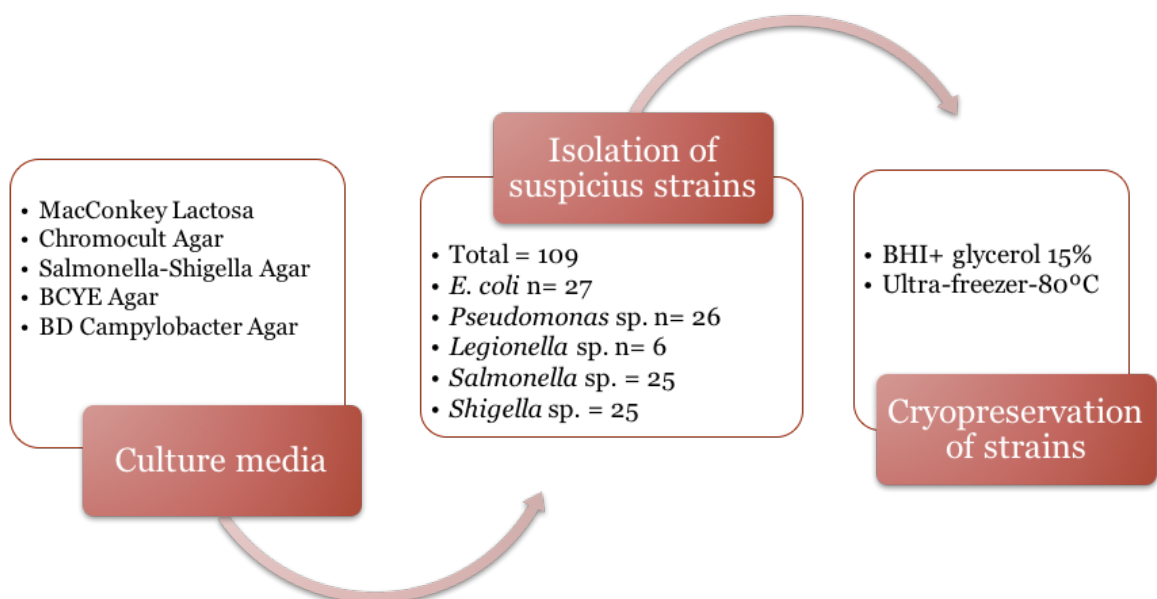 • MacConkey Lactosa
• Chromocult Agar
• Salmonella-Shigella Agar
• BCYE Agar
• BD Campylobacter Agar
Culture media
Isolation of
suspicius strains
• Total = 109
• E. coli n= 27
• Pseudomonas sp. n= 26
• Legionella sp. n= 6
• Salmonella sp. = 25
• Shigella sp. = 25
• BHI+ glycerol 15%
• Ultra-freezer-80ºC
Cryopreservation
of strains